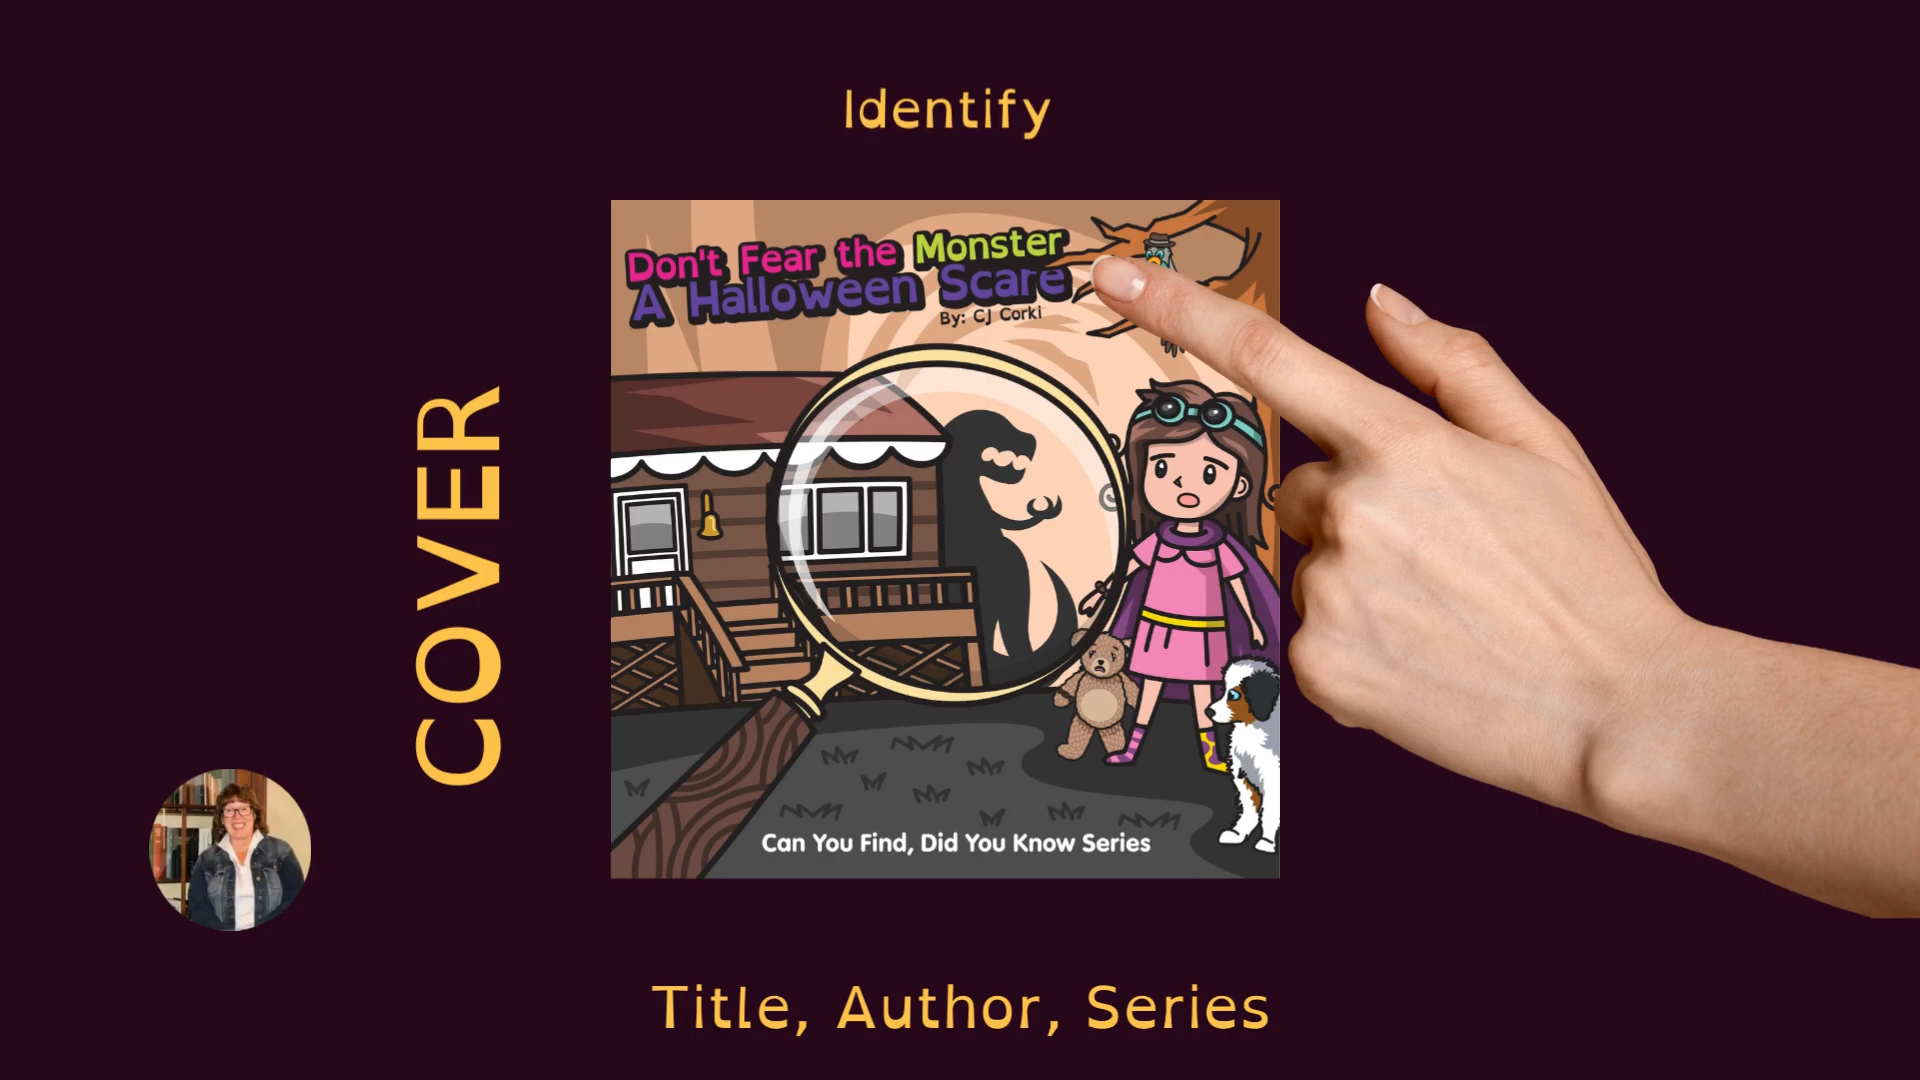 Identify
Don't Fear the Monster
A Halloween Scare
By: CJ Corki
COVER
Can You Find, Did You Know Series
Title, Author, Series